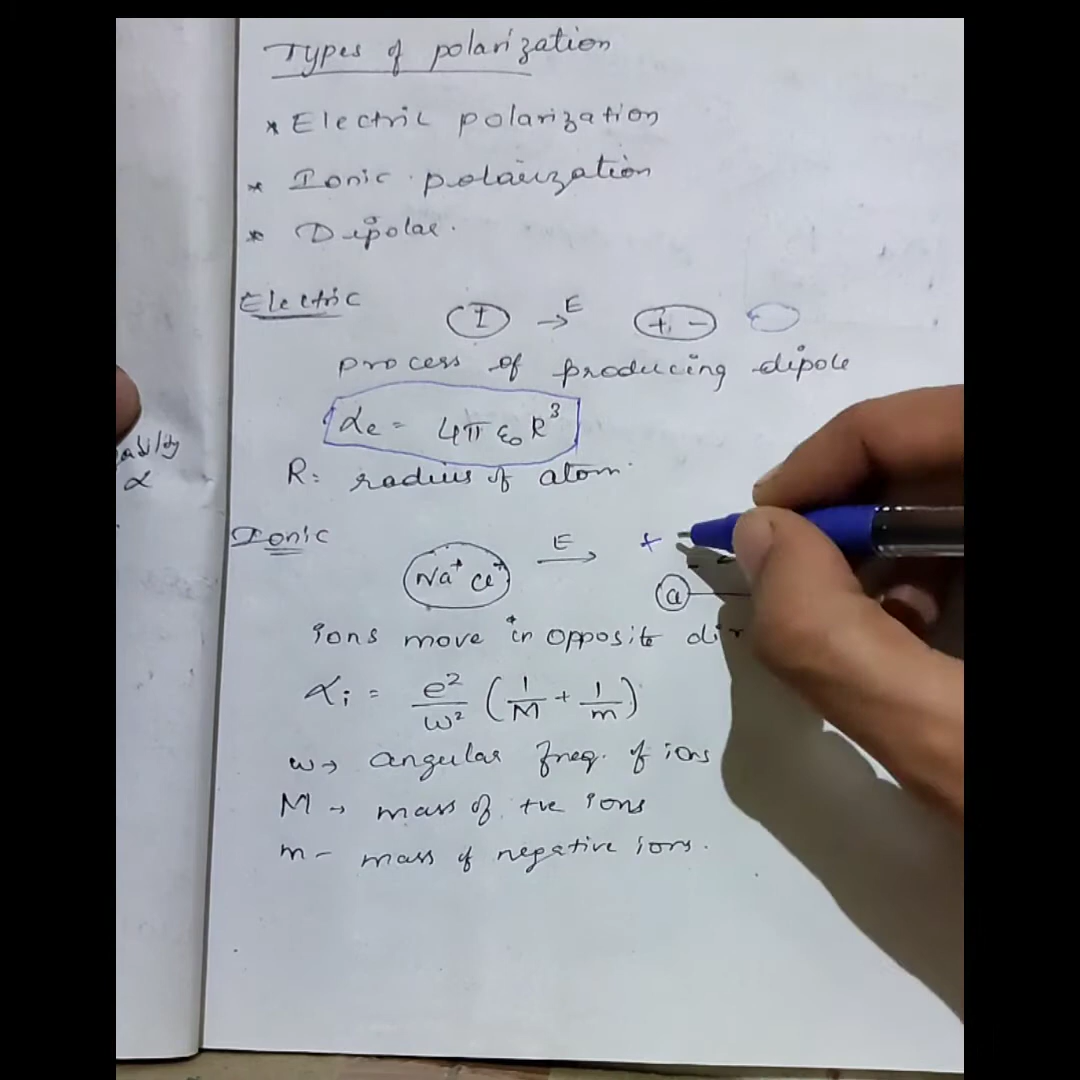 Types of polarization
* Electric polarization
* Ionic polarization
* Dipolar.
Electric
I → E + -
process of producing dipole
αe = 4π ε₀ R³
R: radius of atom.
ability
α
Ionic
Na⁺ Cl⁺ E → +
a
ions move in opposite dir
αi = e²/ω² (1/M + 1/m)
ω → angular freq. of ions
M → mass of +ve ions
m – mass of negative ions.